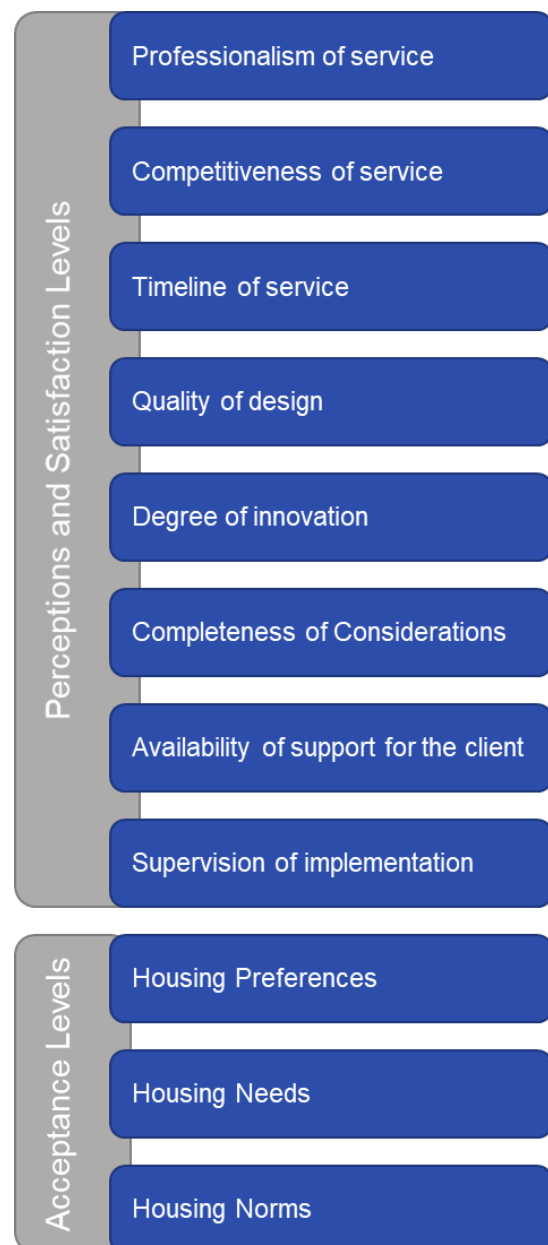 Perceptions and Satisfaction Levels
Professionalism of service
Competitiveness of service
Timeline of service
Quality of design
Degree of innovation
Completeness of Considerations
Availability of support for the client
Supervision of implementation
Acceptance Levels
Housing Preferences
Housing Needs
Housing Norms